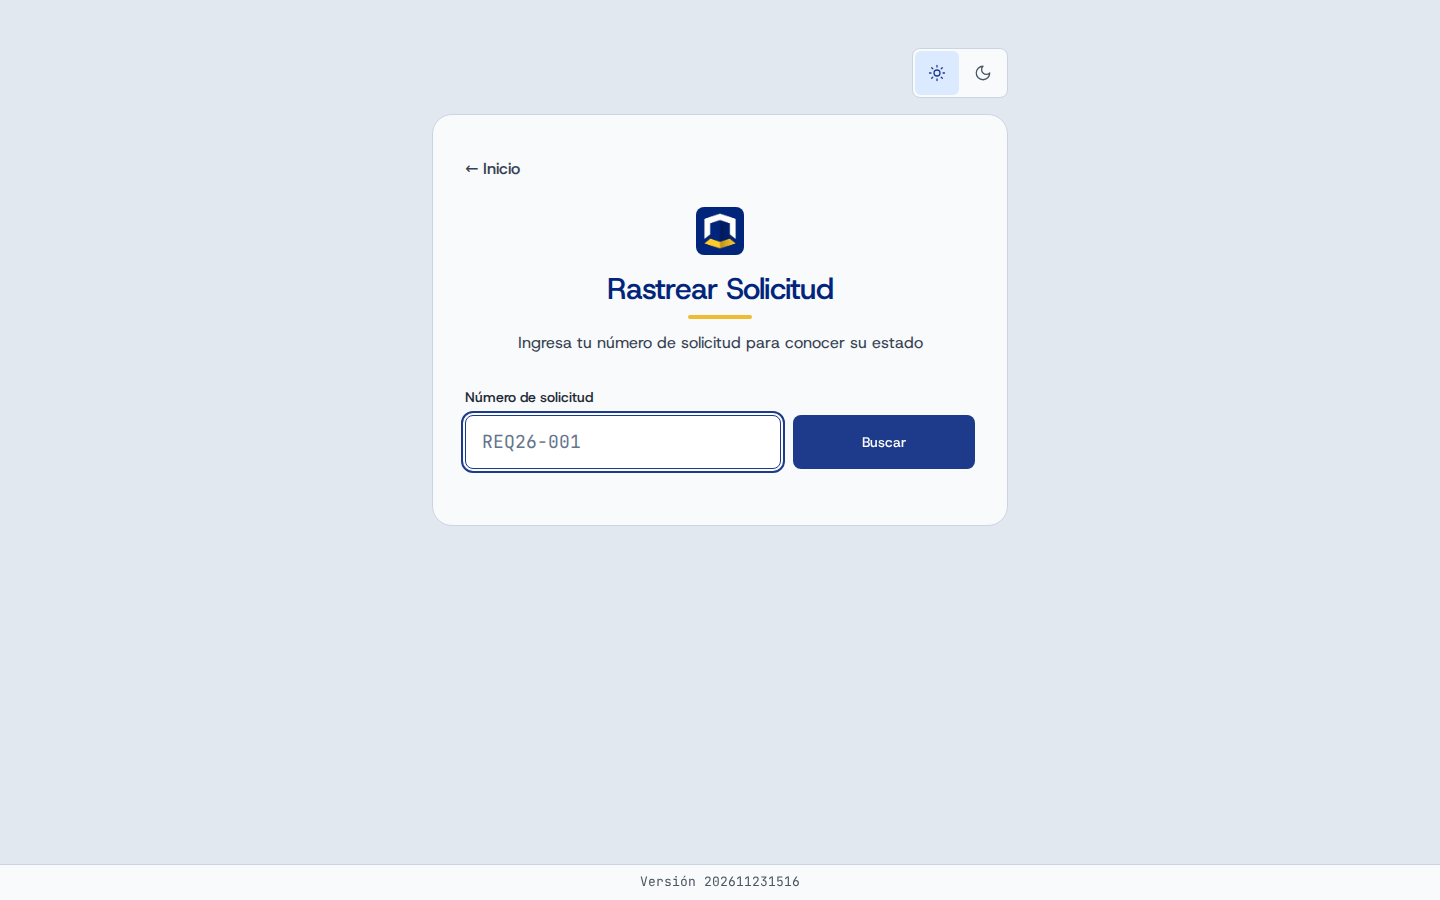 ← Inicio
Rastrear Solicitud
Ingresa tu número de solicitud para conocer su estado
Número de solicitud
REQ26-001
Buscar
Versión 202611231516